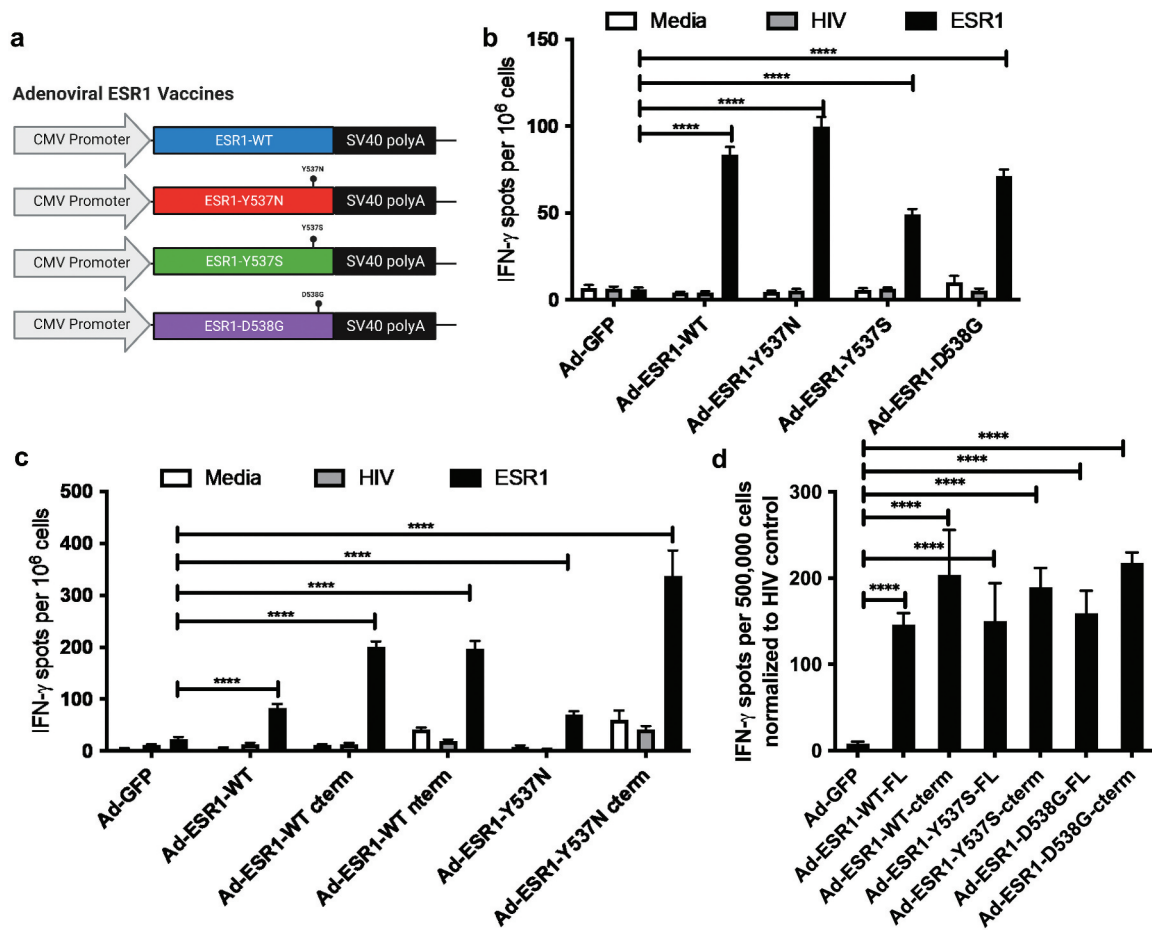 a
Adenoviral ESR1 Vaccines
CMV Promoter ESR1-WT SV40 polyA
Y537N
CMV Promoter ESR1-Y537N SV40 polyA
Y537S
CMV Promoter ESR1-Y537S SV40 polyA
D538G
CMV Promoter ESR1-D538G SV40 polyA
b
Media HIV ESR1
IFN-γ spots per 10⁶ cells
150
100
50
0
****
****
****
****
Ad-GFP
Ad-ESR1-WT
Ad-ESR1-Y537N
Ad-ESR1-Y537S
Ad-ESR1-D538G
c
Media HIV ESR1
IFN-γ spots per 10⁶ cells
500
400
300
200
100
0
****
****
****
****
****
Ad-GFP
Ad-ESR1-WT
Ad-ESR1-WT cterm
Ad-ESR1-WT nterm
Ad-ESR1-Y537N
Ad-ESR1-Y537N cterm
d
IFN-γ spots per 500,000 cells
normalized to HIV control
300
200
100
0
****
****
****
****
****
****
Ad-GFP
Ad-ESR1-WT-FL
Ad-ESR1-WT-cterm
Ad-ESR1-Y537S-FL
Ad-ESR1-Y537S-cterm
Ad-ESR1-D538G-FL
Ad-ESR1-D538G-cterm